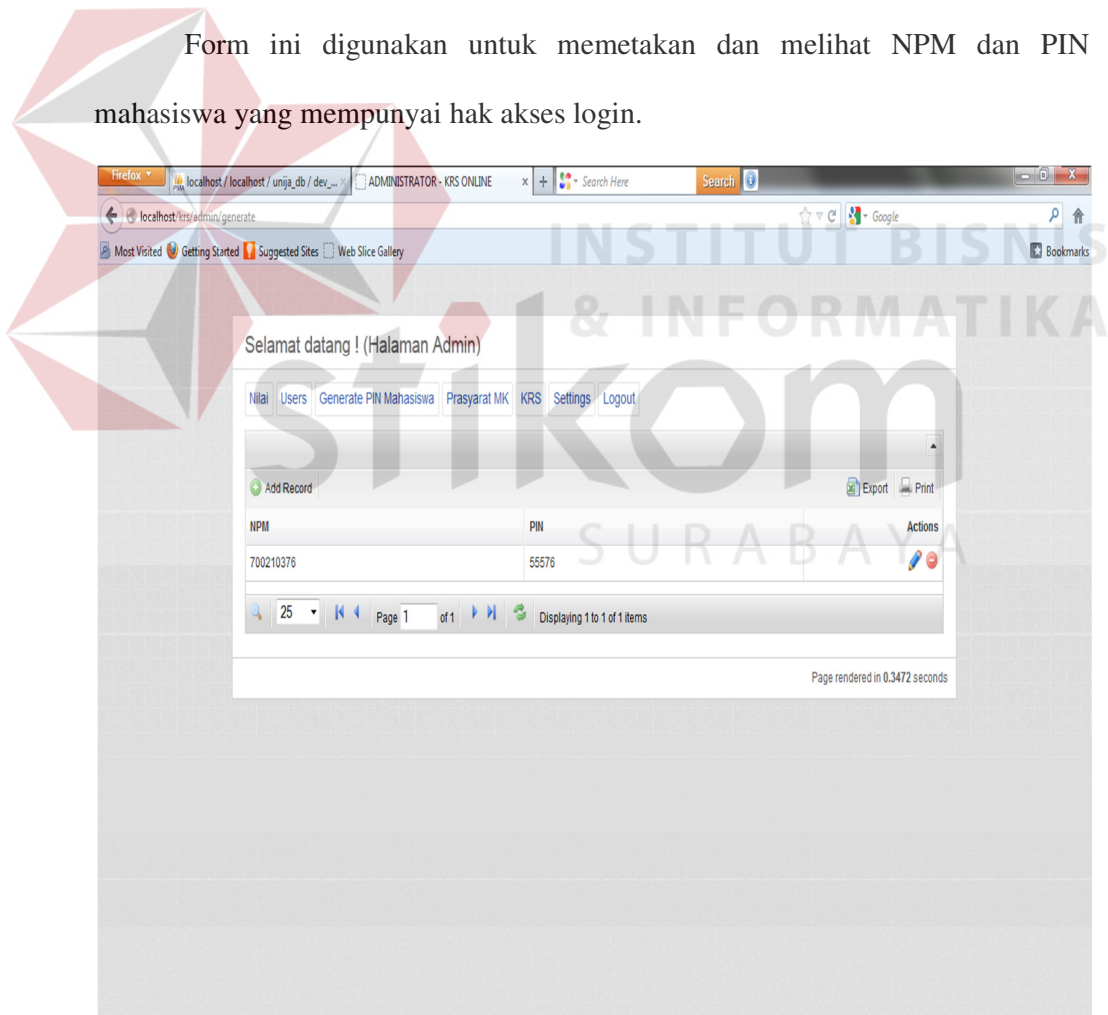 Form ini digunakan untuk memetakan dan melihat NPM dan PIN
mahasiswa yang mempunyai hak akses login.
Firefox
PMA localhost / localhost / unija_db / dev_... x ADMINISTRATOR - KRS ONLINE x + Search Here Search
localhost/krs/admin/generate Google
Most Visited Getting Started Suggested Sites Web Slice Gallery Bookmarks
INSTITUT BISNIS
& INFORMATIKA
stikom
SURABAYA
Selamat datang ! (Halaman Admin)
Nilai Users Generate PIN Mahasiswa Prasyarat MK KRS Settings Logout
Add Record Export Print
NPM PIN Actions
700210376 55576
25 Page 1 of 1 Displaying 1 to 1 of 1 items
Page rendered in 0.3472 seconds